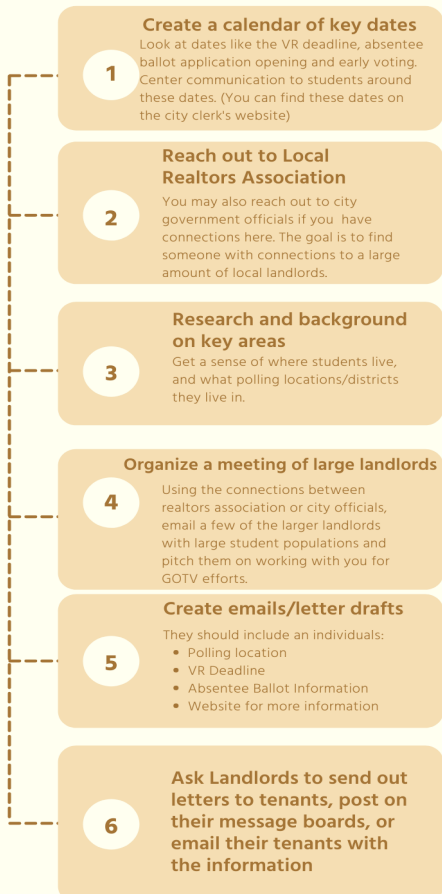 1
Create a calendar of key dates
Look at dates like the VR deadline, absentee
ballot application opening and early voting.
Center communication to students around
these dates. (You can find these dates on
the city clerk's website)
2
Reach out to Local
Realtors Association
You may also reach out to city
government officials if you have
connections here. The goal is to find
someone with connections to a large
amount of local landlords.
3
Research and background
on key areas
Get a sense of where students live,
and what polling locations/districts
they live in.
4
Organize a meeting of large landlords
Using the connections between
realtors association or city officials,
email a few of the larger landlords
with large student populations and
pitch them on working with you for
GOTV efforts.
5
Create emails/letter drafts
They should include an individuals:
• Polling location
• VR Deadline
• Absentee Ballot Information
• Website for more information
6
Ask Landlords to send out
letters to tenants, post on
their message boards, or
email their tenants with
the information